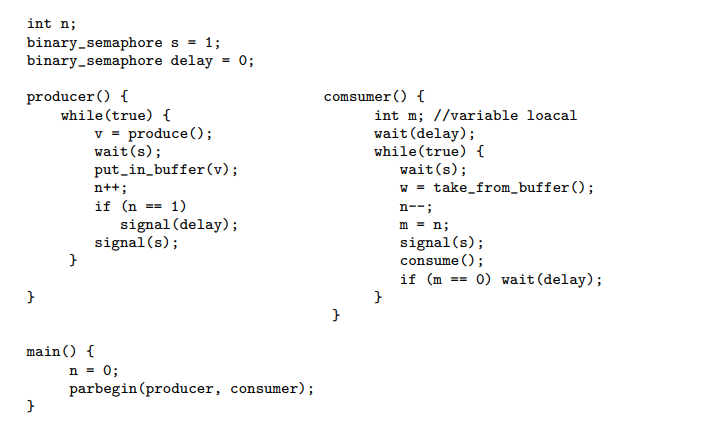 int n;
binary_semaphore s = 1;
binary_semaphore delay = 0;
producer() {
while(true) {
v = produce();
wait(s);
put_in_buffer(v);
n++;
if (n == 1)
signal(delay);
signal(s);
}
}
comsumer() {
int m; //variable loacal
wait(delay);
while(true) {
wait(s);
w = take_from_buffer();
n--;
m = n;
signal(s);
consume();
if (m == 0) wait(delay);
}
}
main() {
n = 0;
parbegin(producer, consumer);
}